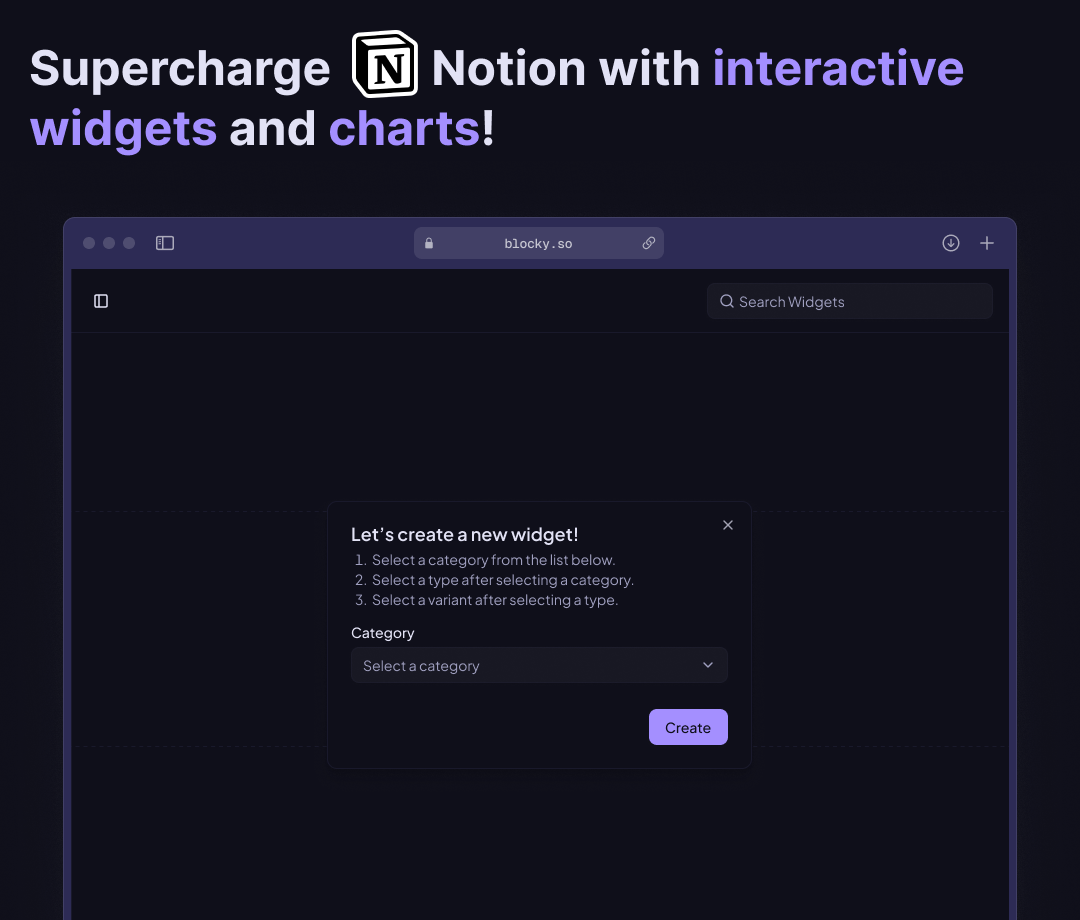 Supercharge N Notion with interactive
widgets and charts!
blocky.so
Search Widgets
Let’s create a new widget!
1. Select a category from the list below.
2. Select a type after selecting a category.
3. Select a variant after selecting a type.
Category
Select a category
Create